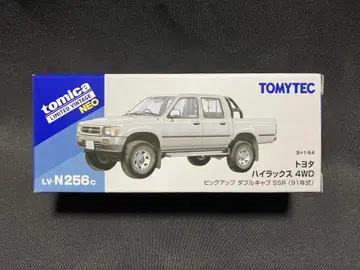 tomica
LIMITED VINTAGE
NEO
TOMYTEC
S=1/64
トヨタ
ハイラックス 4WD
ピックアップ ダブルキャブ SSR (91年式)
LV-N256c